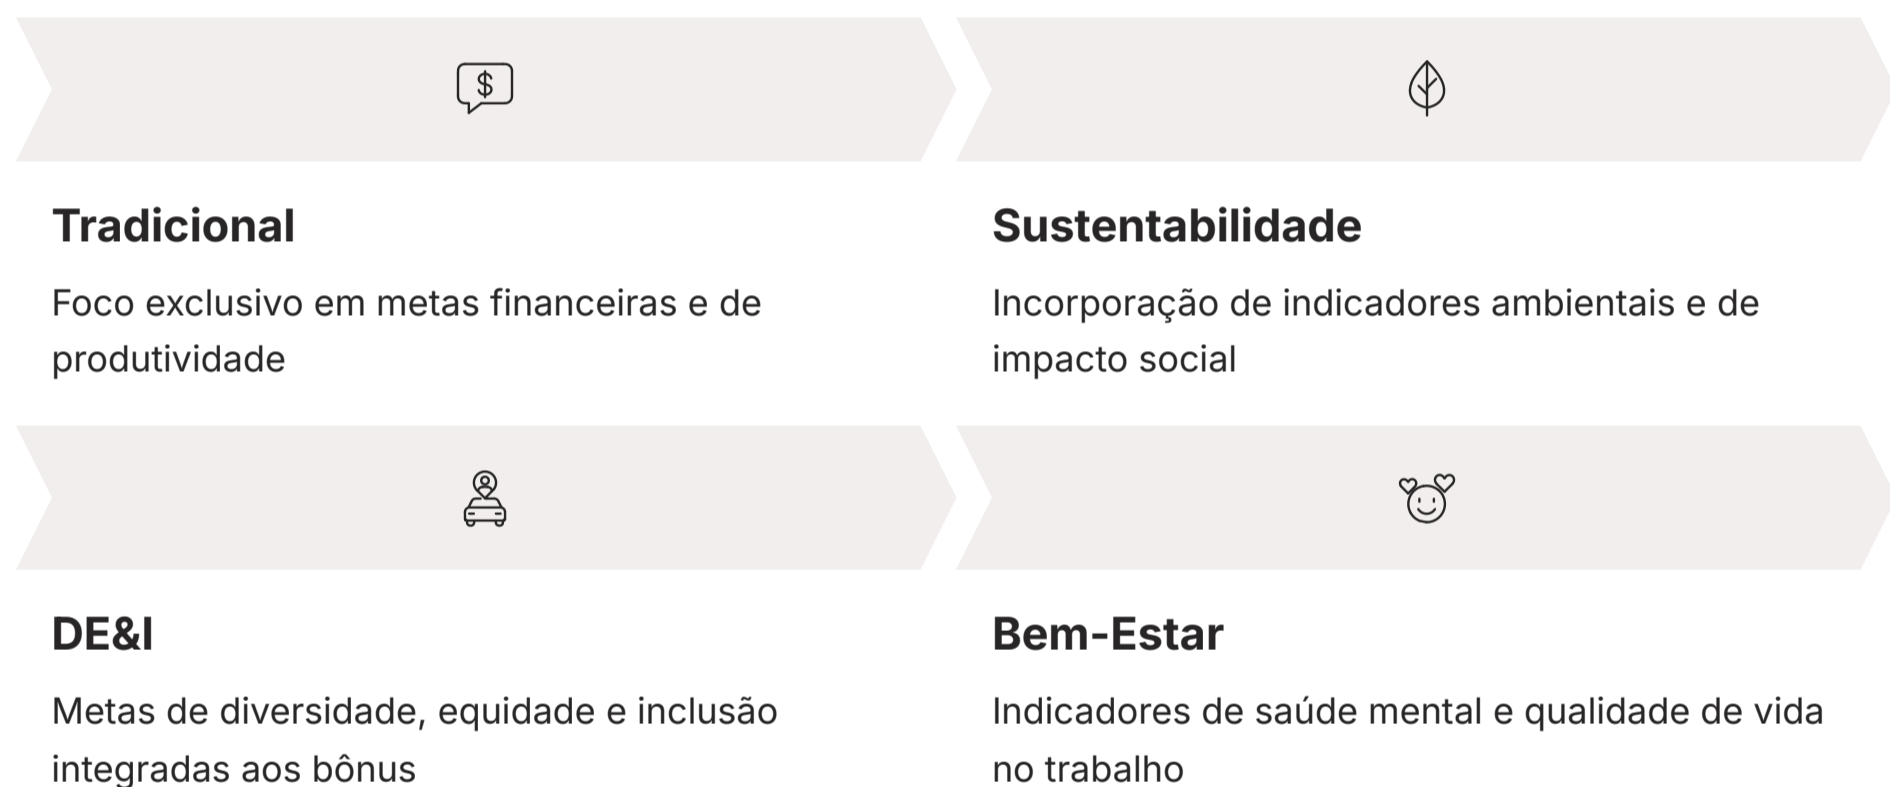 $
Tradicional
Foco exclusivo em metas financeiras e de
produtividade
Sustentabilidade
Incorporação de indicadores ambientais e de
impacto social
DE&I
Metas de diversidade, equidade e inclusão
integradas aos bônus
Bem-Estar
Indicadores de saúde mental e qualidade de vida
no trabalho